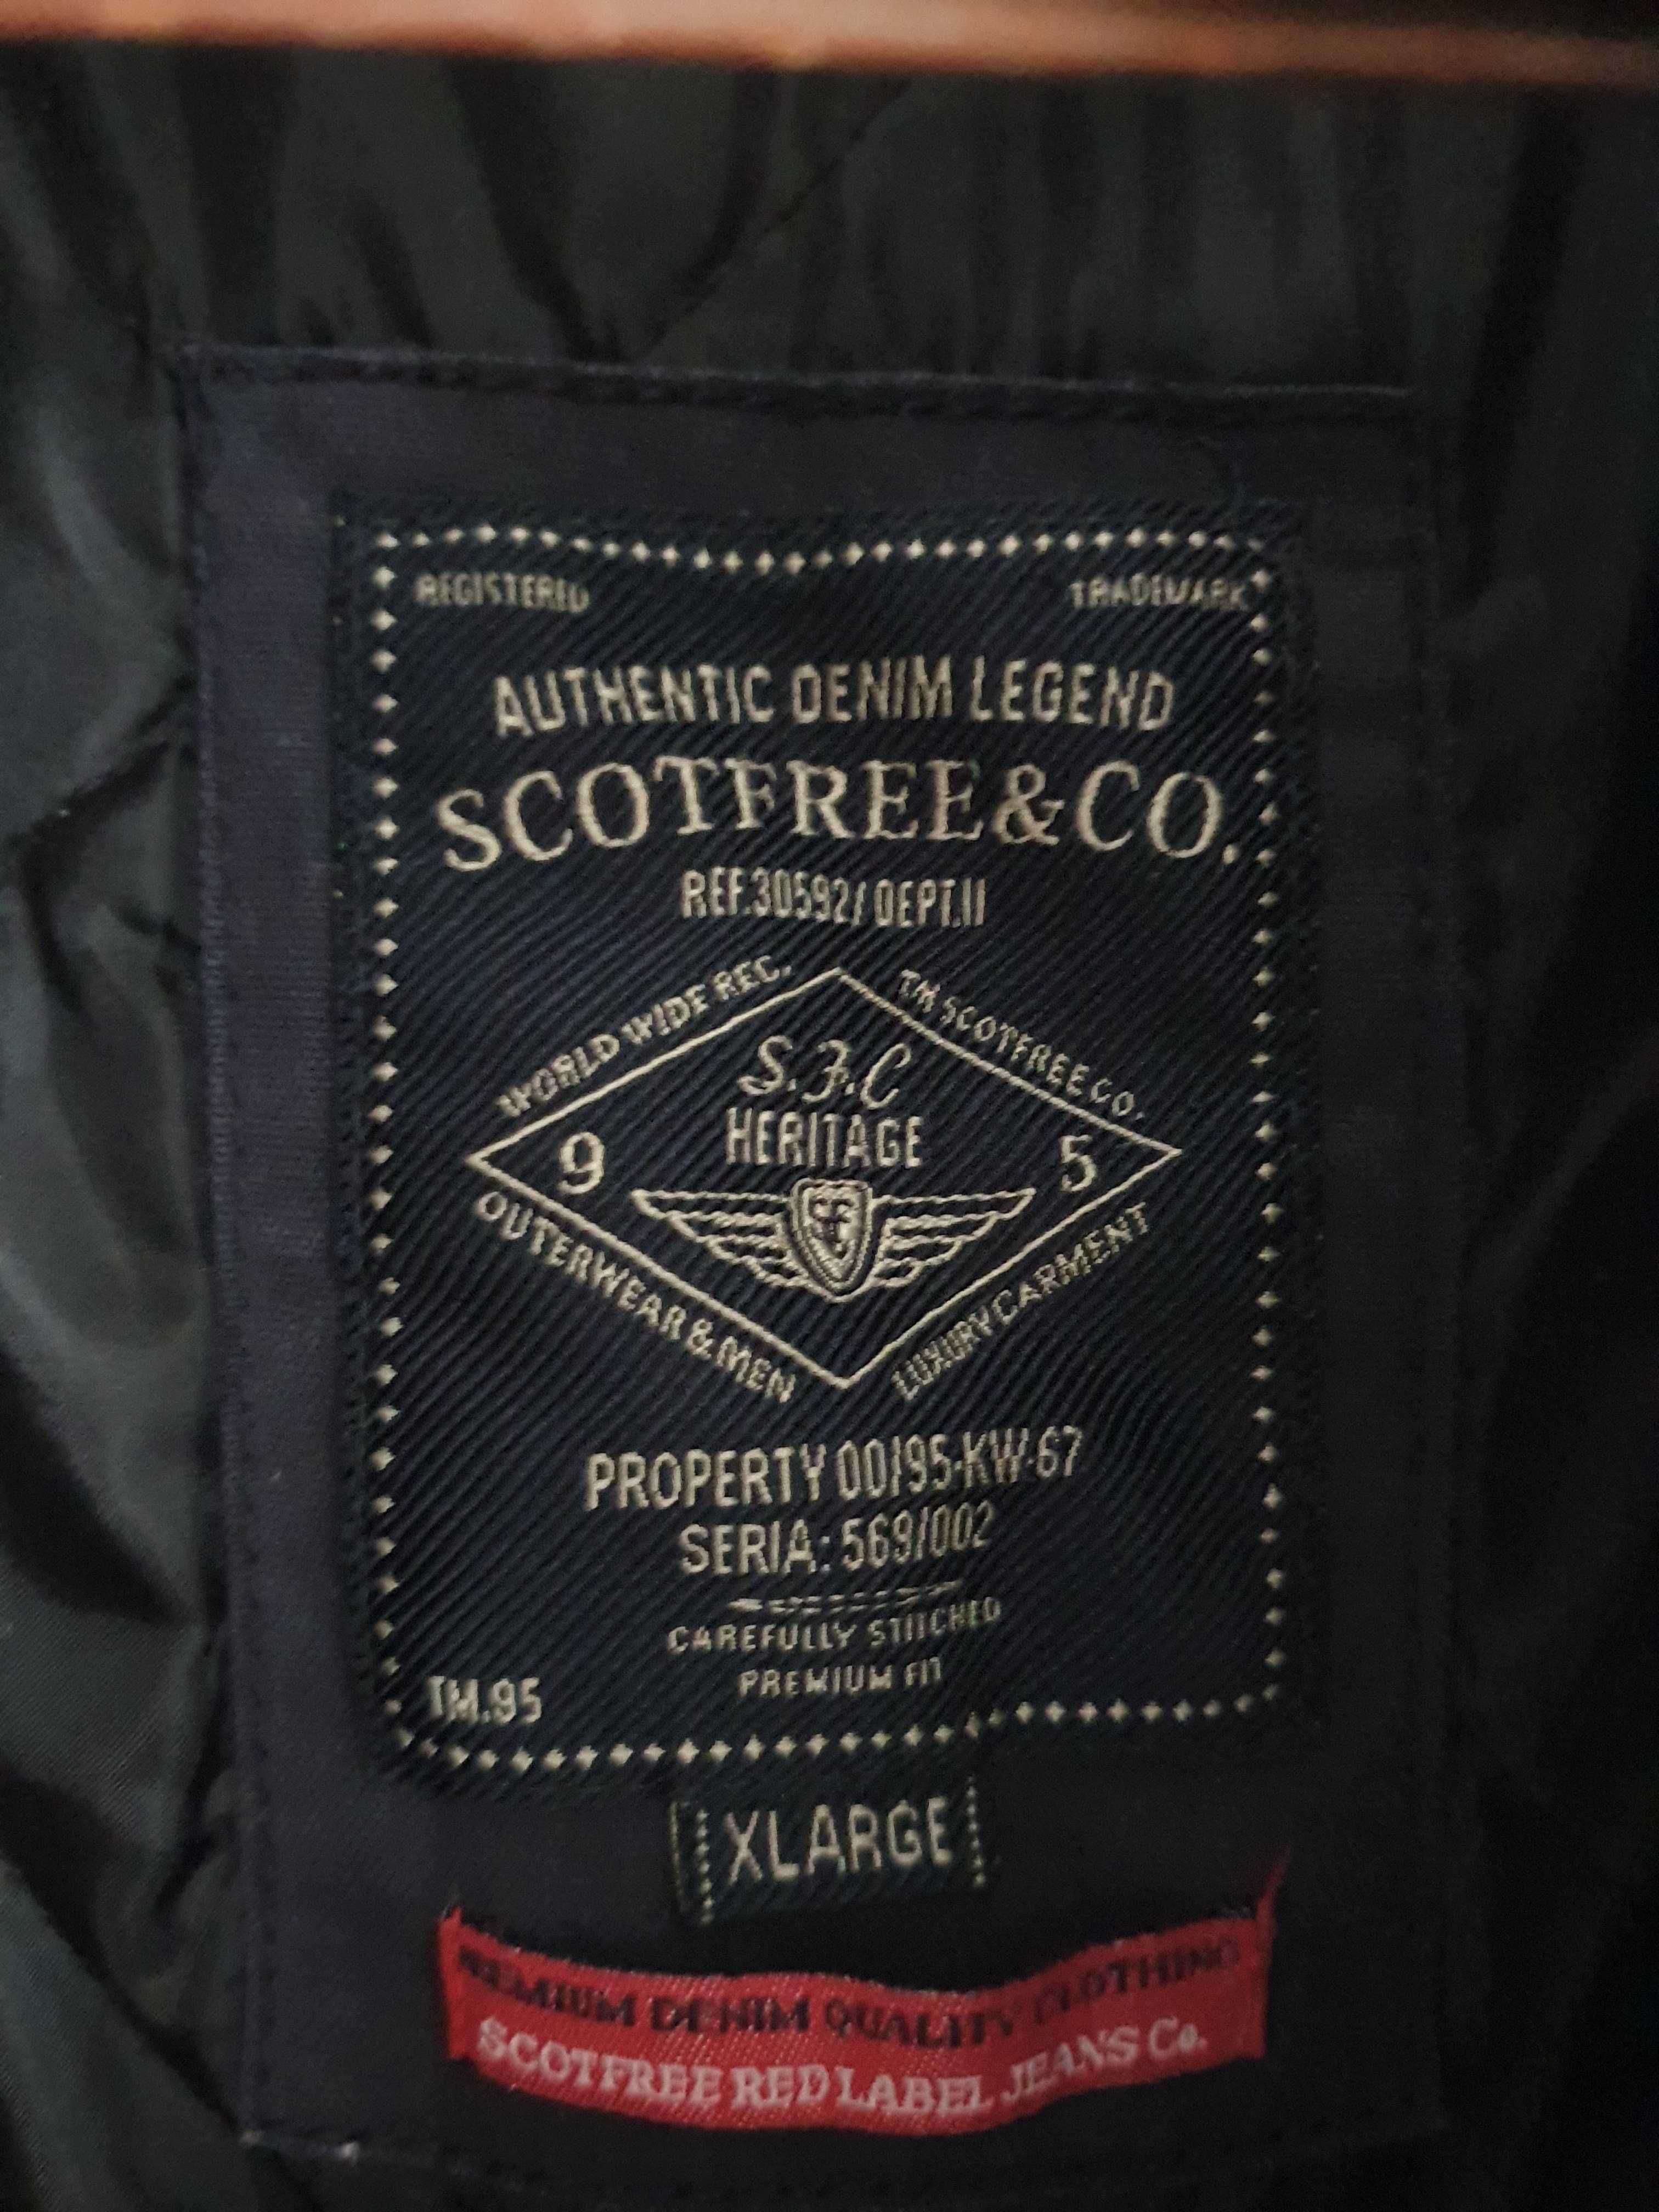 REGISTERED TRADEMARK
AUTHENTIC DENIM LEGEND
SCOTFREE&CO.
REF.30592/DEPT.II
WORLD WIDE REC.
TM SCOTFREE CO.
S.F.C
HERITAGE
9 5
SF
OUTERWEAR & MEN
LUXURY CARMENT
PROPERTY 00/95-KW-67
SERIA: 569/002
CAREFULLY STITCHED
PREMIUM FIT
TM.95
XLARGE
PREMIUM DENIM QUALITY CLOTHING
SCOTFREE RED LABEL JEANS Co.